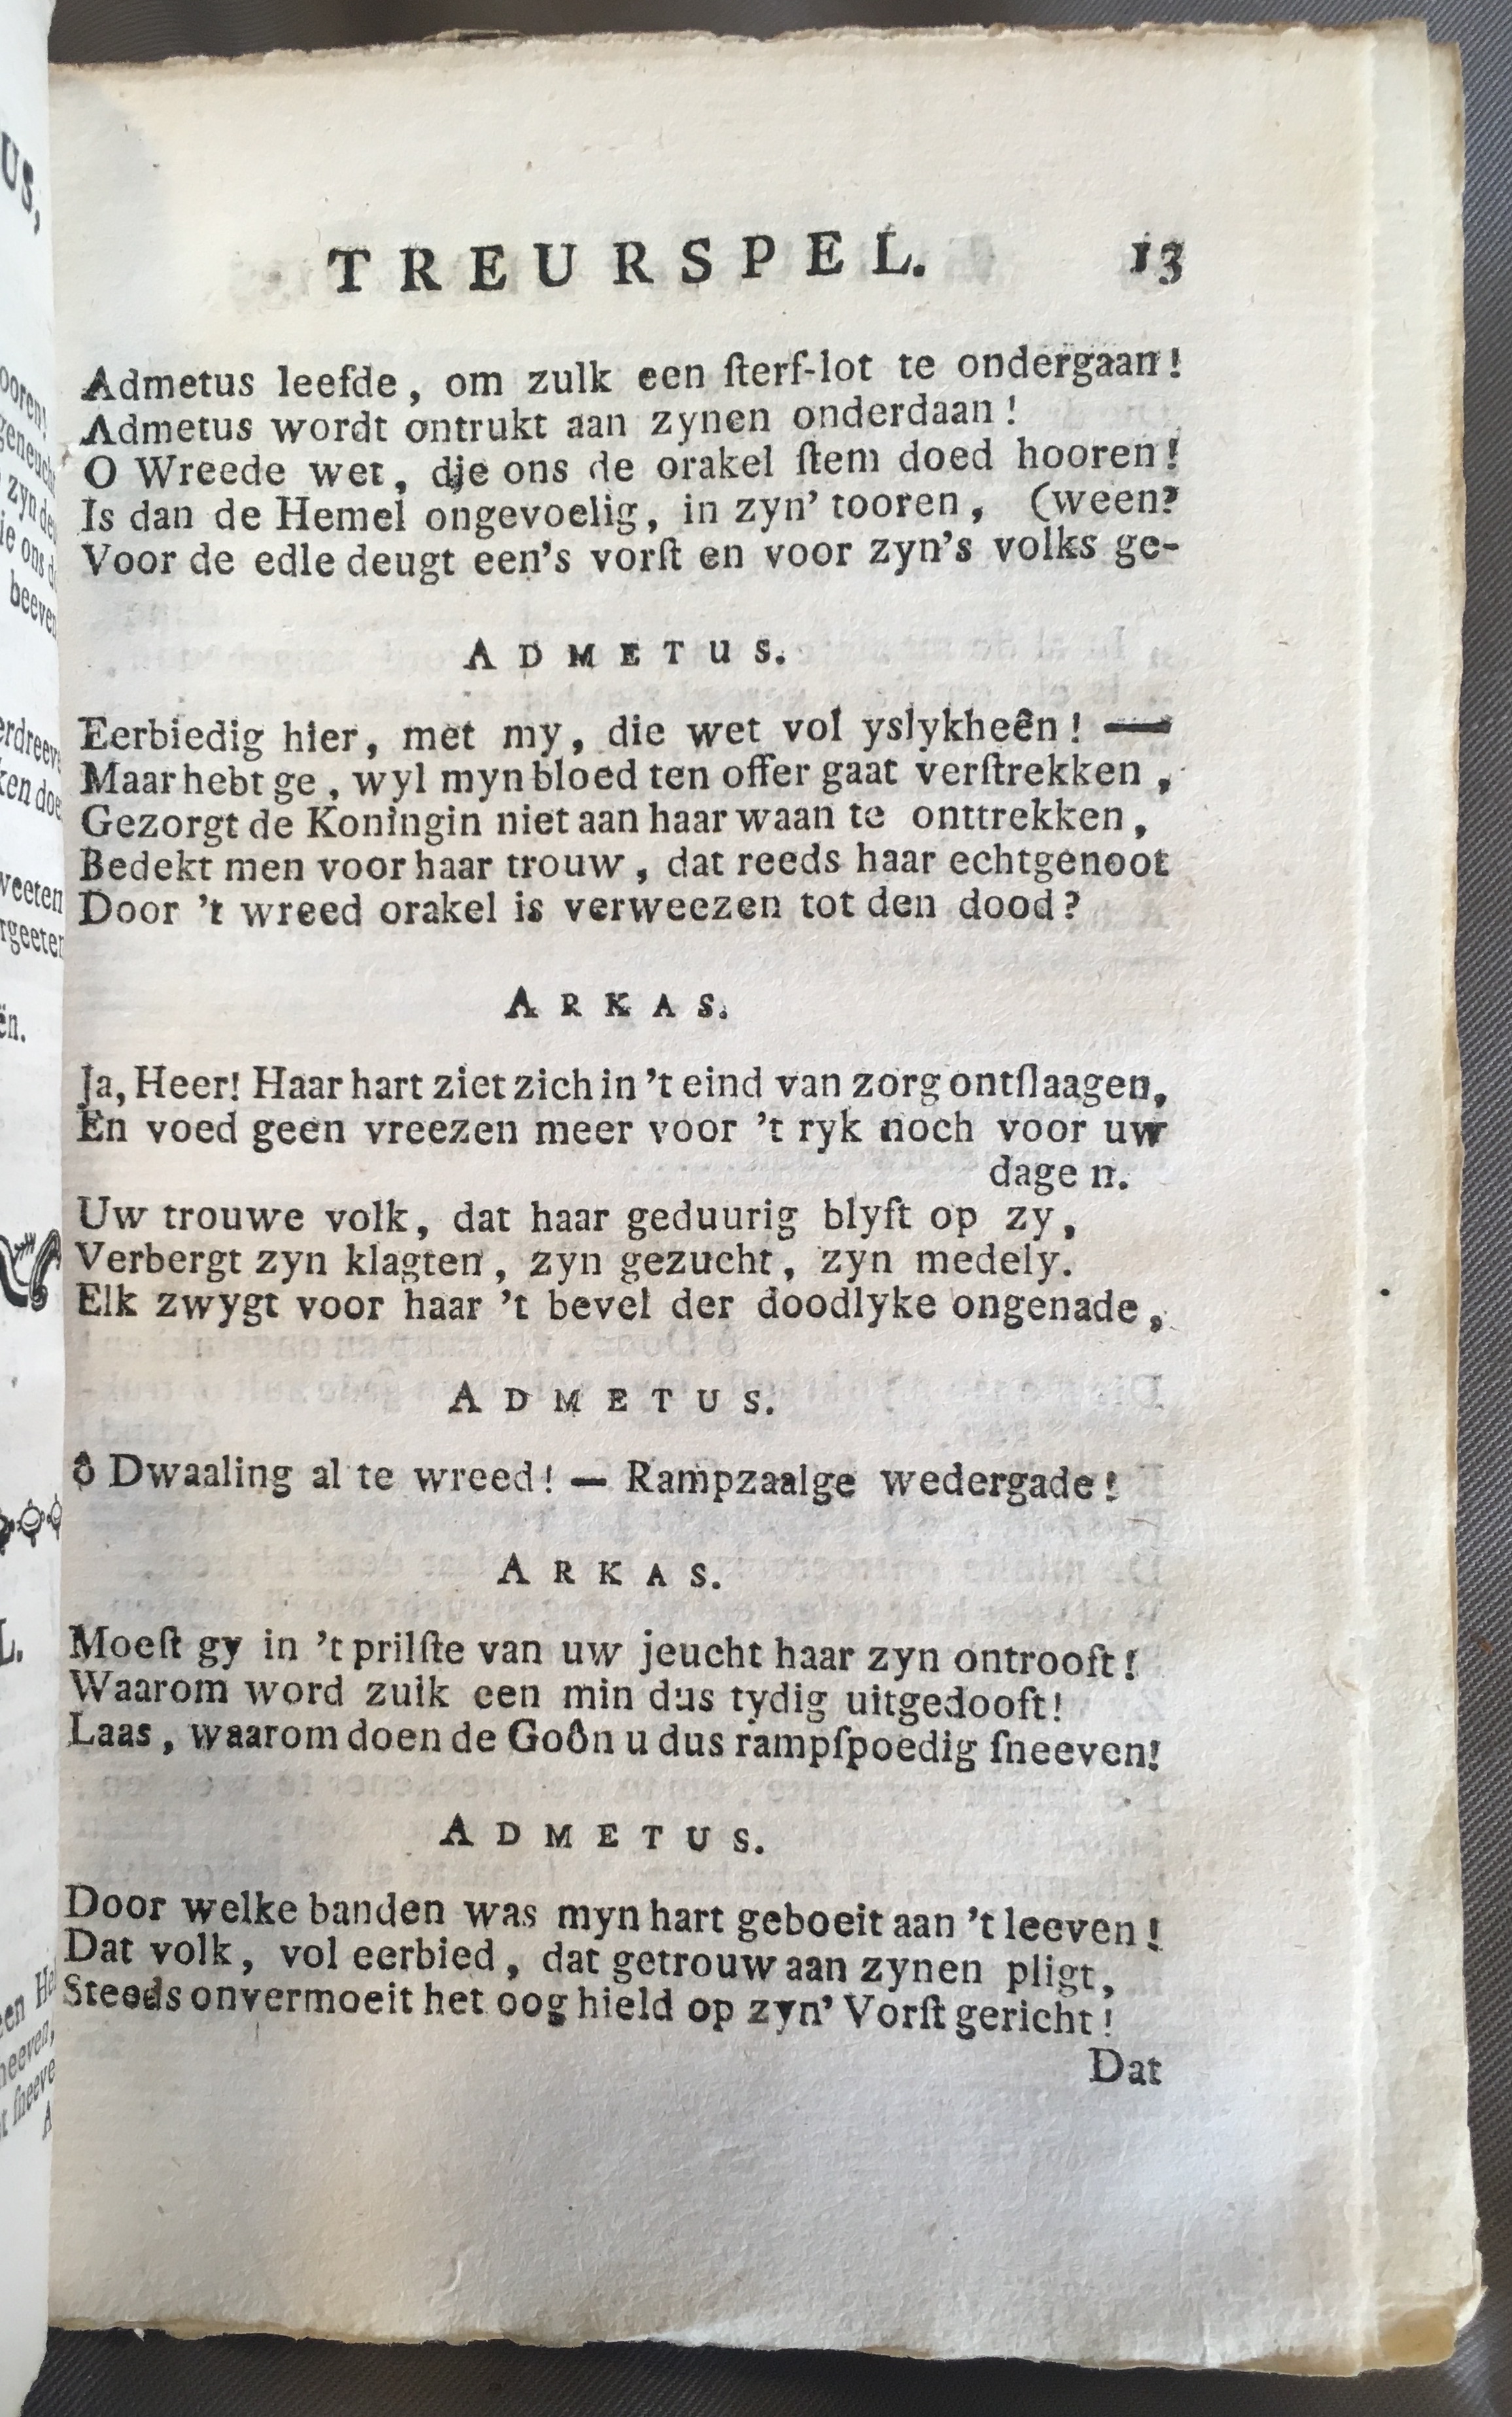 TREURSPEL. 13
Admetus leefde, om zulk een ſterf-lot te ondergaan!
Admetus wordt ontrukt aan zynen onderdaan!
O Wreede wet, die ons de orakel ſtem doed hooren!
Is dan de Hemel ongevoelig, in zyn' tooren, (ween?
Voor de edle deugt een's vorſt en voor zyn's volks ge-
ADMETUS.
Eerbiedig hier, met my, die wet vol yslykheên! —
Maar hebt ge, wyl myn bloed ten offer gaat verſtrekken,
Gezorgt de Koningin niet aan haar waan te onttrekken,
Bedekt men voor haar trouw, dat reeds haar echtgenoot
Door 't wreed orakel is verweezen tot den dood?
ARKAS.
Ja, Heer! Haar hart ziet zich in 't eind van zorg ontſlaagen,
En voed geen vreezen meer voor 't ryk noch voor uw
dagen.
Uw trouwe volk, dat haar geduurig blyft op zy,
Verbergt zyn klagten, zyn gezucht, zyn medely.
Elk zwygt voor haar 't bevel der doodlyke ongenade,
ADMETUS.
ô Dwaaling al te wreed! — Rampzaalge wedergade!
ARKAS.
Moeſt gy in 't prilſte van uw jeucht haar zyn ontrooft!
Waarom word zulk een min dus tydig uitgedooft!
Laas, waarom doen de Goôn u dus rampſpoedig ſneeven!
ADMETUS.
Door welke banden was myn hart geboeit aan 't leeven!
Dat volk, vol eerbied, dat getrouw aan zynen pligt,
Steeds onvermoeit het oog hield op zyn' Vorſt gericht!
Dat